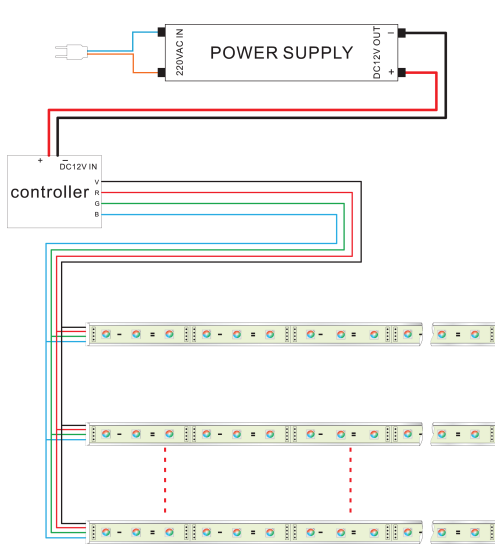 220VAC IN
POWER SUPPLY
DC12V OUT
−
+
+
−
DC12V IN
controller
V
R
G
B